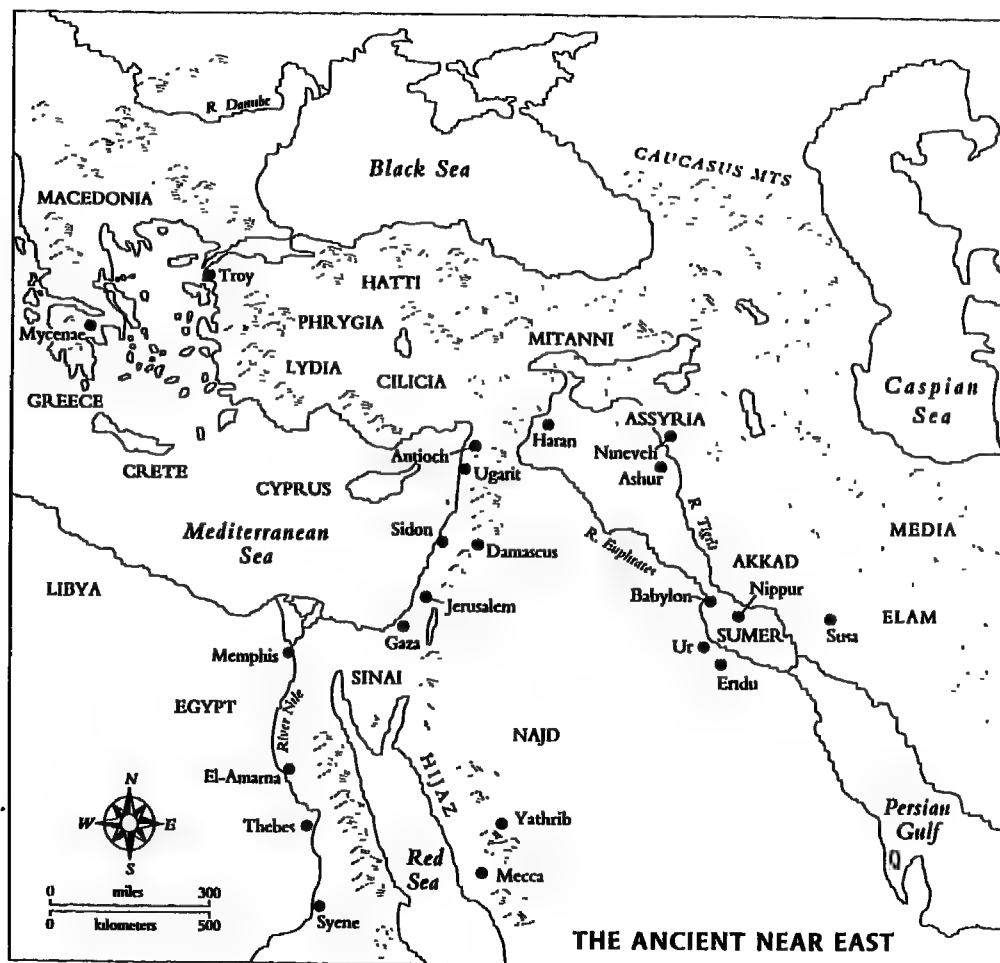 R. Danube
Black Sea
CAUCASUS MTS
MACEDONIA
Troy
HATTI
PHRYGIA
MITANNI
Mycenae
LYDIA
CILICIA
Caspian
Sea
GREECE
ASSYRIA
Haran
Nineveh
Antioch
CRETE
Ugarit
Ashur
CYPRUS
R. Tigris
Mediterranean
Sea
Sidon
Damascus
R. Euphrates
MEDIA
AKKAD
LIBYA
Babylon
Nippur
Jerusalem
ELAM
Gaza
SUMER
Susa
Ur
Memphis
Eridu
SINAI
EGYPT
River Nile
NAJD
El-Amarna
HIJAZ
N
W
E
S
Thebes
Yathrib
Persian
Gulf
Red
Sea
Mecca
0 miles 300
0 kilometers 500
Syene
THE ANCIENT NEAR EAST